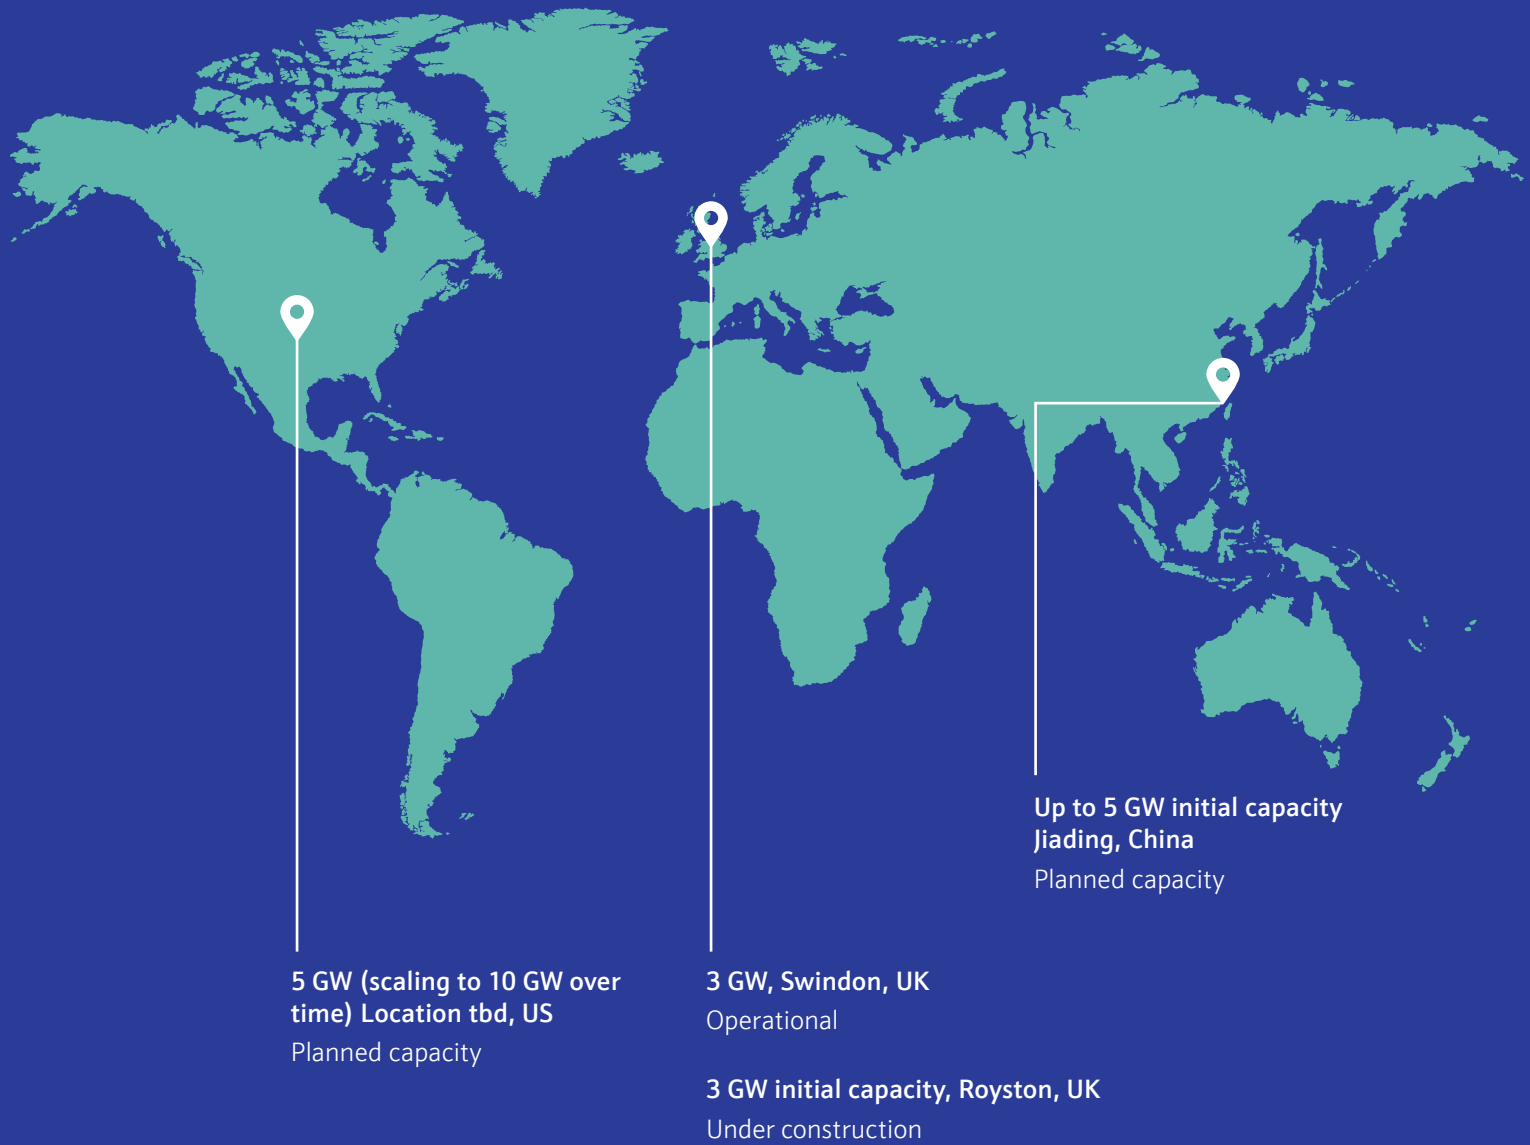 Up to 5 GW initial capacity
Jiading, China
Planned capacity
5 GW (scaling to 10 GW over
time) Location tbd, US
Planned capacity
3 GW, Swindon, UK
Operational
3 GW initial capacity, Royston, UK
Under construction